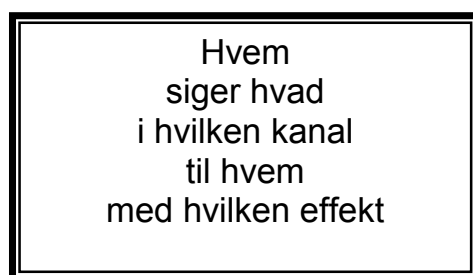 Hvem
siger hvad
i hvilken kanal
til hvem
med hvilken effekt